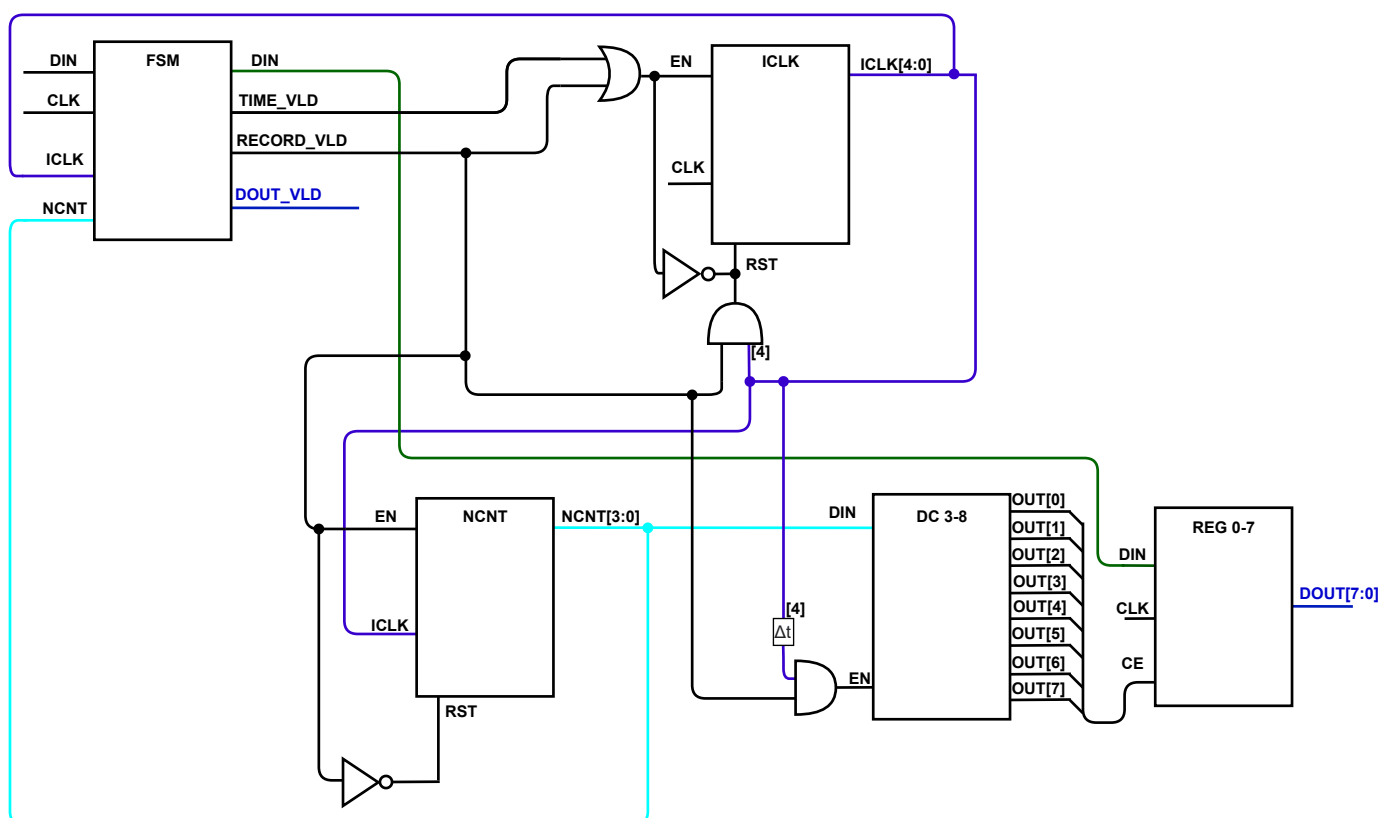 DIN
CLK
ICLK
NCNT
FSM
DIN
TIME_VLD
RECORD_VLD
DOUT_VLD
EN
CLK
ICLK
ICLK[4:0]
RST
[4]
EN
ICLK
NCNT
NCNT[3:0]
RST
[4]
Δt
DIN
EN
DC 3-8
OUT[0]
OUT[1]
OUT[2]
OUT[3]
OUT[4]
OUT[5]
OUT[6]
OUT[7]
DIN
CLK
CE
REG 0-7
DOUT[7:0]